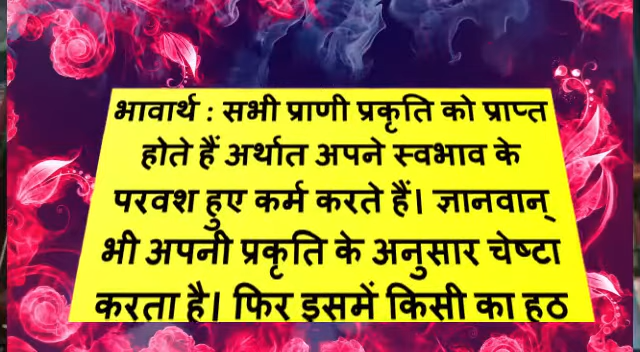 भावार्थ : सभी प्राणी प्रकृति को प्राप्त
होते हैं अर्थात अपने स्वभाव के
परवश हुए कर्म करते हैं। ज्ञानवान्
भी अपनी प्रकृति के अनुसार चेष्टा
करता है। फिर इसमें किसी का हठ